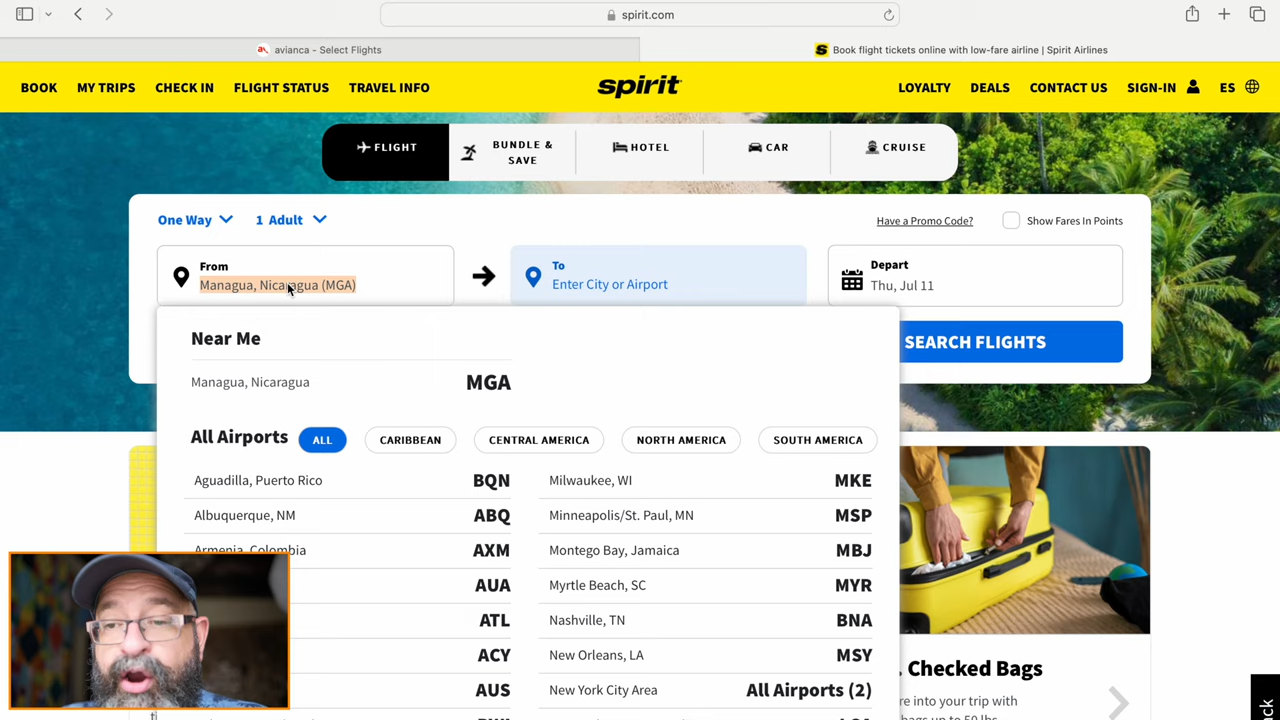 spirit.com
avianca - Select Flights
Book flight tickets online with low-fare airline | Spirit Airlines
BOOK
MY TRIPS
CHECK IN
FLIGHT STATUS
TRAVEL INFO
spirit
LOYALTY
DEALS
CONTACT US
SIGN-IN
ES
FLIGHT
BUNDLE &
SAVE
HOTEL
CAR
CRUISE
One Way
1 Adult
Have a Promo Code?
Show Fares In Points
From
Managua, Nicaragua (MGA)
To
Enter City or Airport
Depart
Thu, Jul 11
SEARCH FLIGHTS
Near Me
Managua, Nicaragua MGA
All Airports
ALL
CARIBBEAN
CENTRAL AMERICA
NORTH AMERICA
SOUTH AMERICA
Aguadilla, Puerto Rico BQN
Albuquerque, NM ABQ
Armenia, Colombia AXM
AUA
ATL
ACY
AUS
Milwaukee, WI MKE
Minneapolis/St. Paul, MN MSP
Montego Bay, Jamaica MBJ
Myrtle Beach, SC MYR
Nashville, TN BNA
New Orleans, LA MSY
New York City Area All Airports (2)
Checked Bags
re into your trip with
bags up to 50 lbs